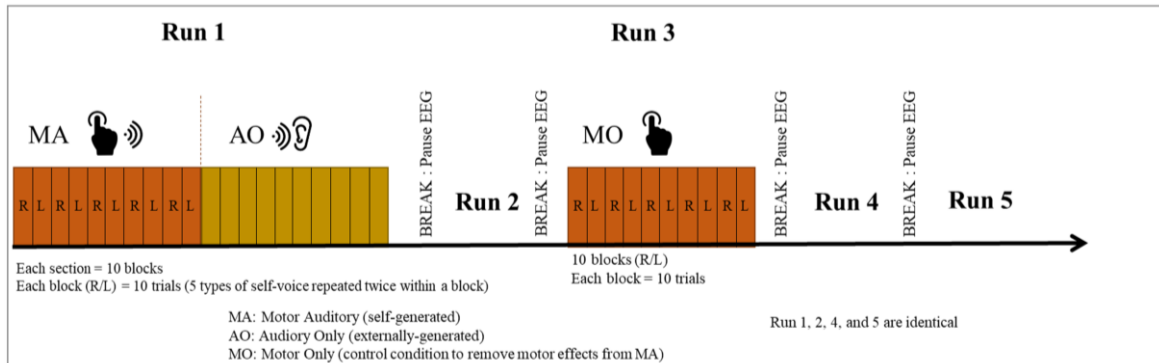 Run 1
Run 3
MA
AO
BREAK : Pause EEG
Run 2
BREAK : Pause EEG
MO
BREAK : Pause EEG
Run 4
BREAK : Pause EEG
Run 5
R L R L R L R L R L
R L R L R L R L R L
Each section = 10 blocks
Each block (R/L) = 10 trials (5 types of self-voice repeated twice within a block)
10 blocks (R/L)
Each block = 10 trials
MA: Motor Auditory (self-generated)
AO: Audiory Only (externally-generated)
MO: Motor Only (control condition to remove motor effects from MA)
Run 1, 2, 4, and 5 are identical